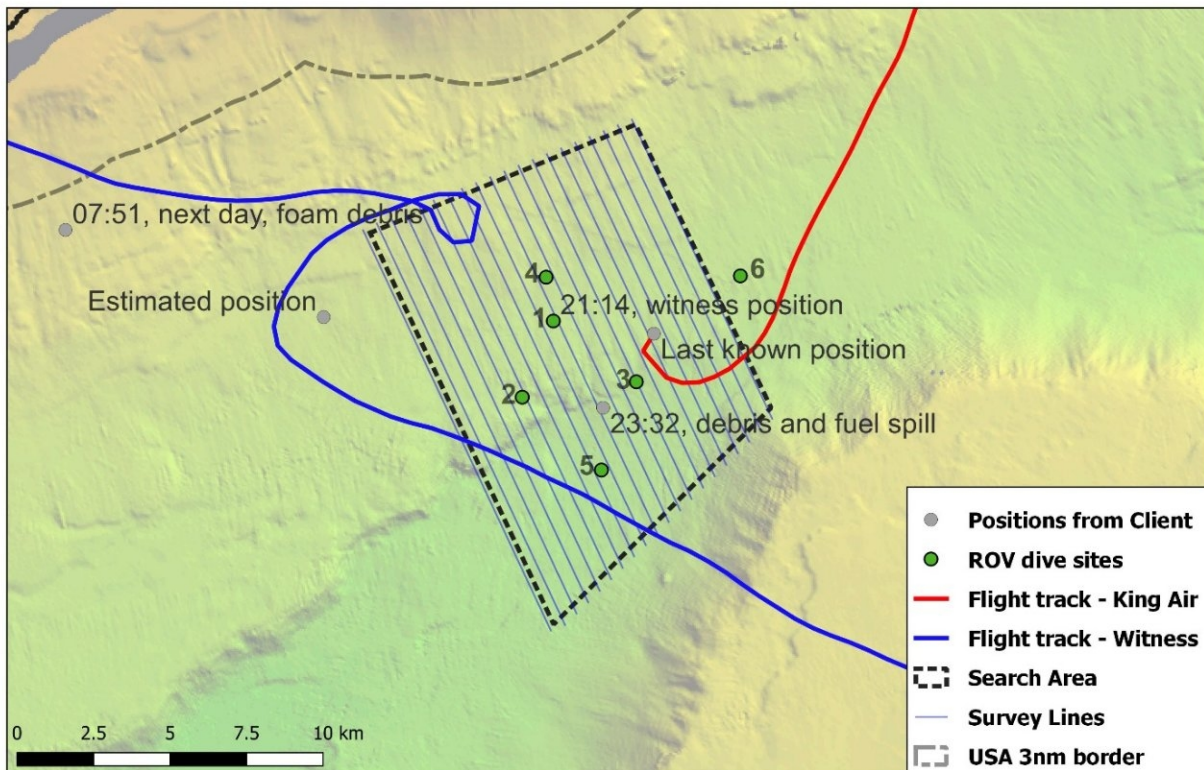 07:51, next day, foam debris
6
4
Estimated position
21:14, witness position
1
Last known position
3
2
23:32, debris and fuel spill
5
Positions from Client
ROV dive sites
Flight track - King Air
Flight track - Witness
Search Area
Survey Lines
USA 3nm border
0 2.5 5 7.5 10 km